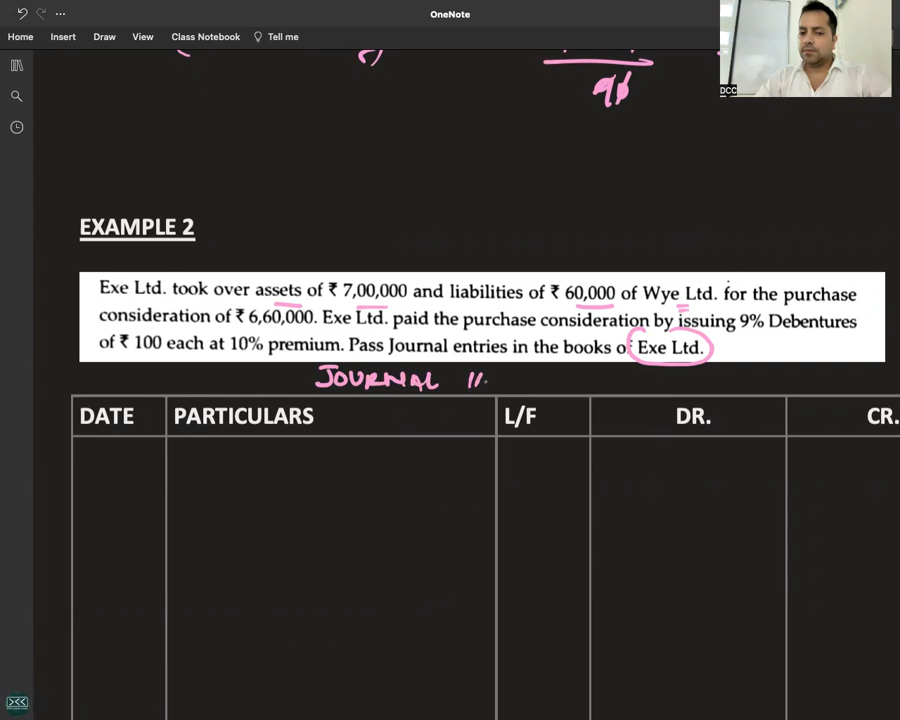 OneNote
Home Insert Draw View Class Notebook Tell me
DCC
EXAMPLE 2
Exe Ltd. took over assets of ₹ 7,00,000 and liabilities of ₹ 60,000 of Wye Ltd. for the purchase
consideration of ₹ 6,60,000. Exe Ltd. paid the purchase consideration by issuing 9% Debentures
of ₹ 100 each at 10% premium. Pass Journal entries in the books of Exe Ltd.
JOURNAL
DATE PARTICULARS L/F DR. CR.